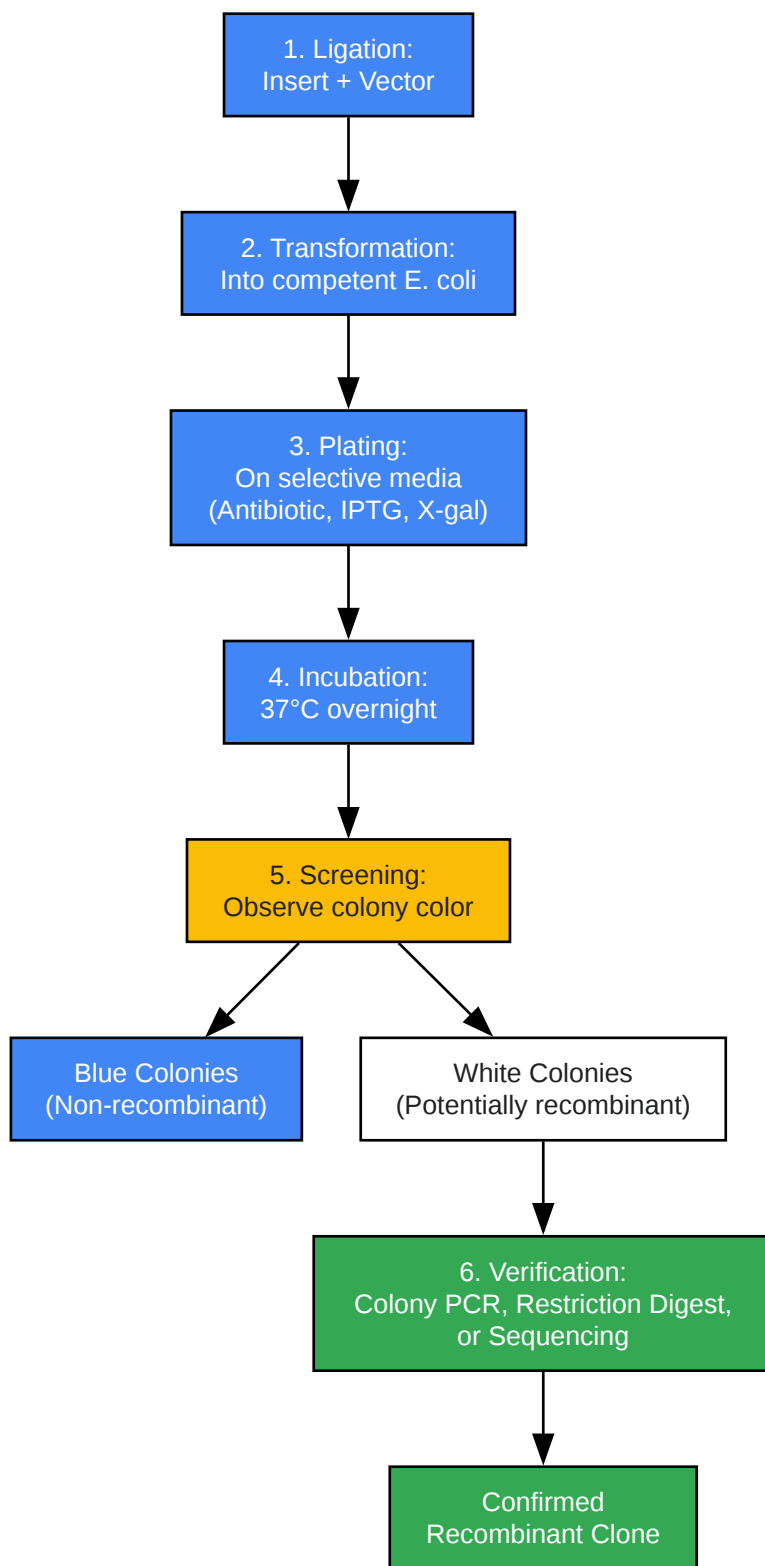 1. Ligation:
Insert + Vector
2. Transformation:
Into competent E. coli
3. Plating:
On selective media
(Antibiotic, IPTG, X-gal)
4. Incubation:
37°C overnight
5. Screening:
Observe colony color
Blue Colonies
(Non-recombinant)
White Colonies
(Potentially recombinant)
6. Verification:
Colony PCR, Restriction Digest,
or Sequencing
Confirmed
Recombinant Clone